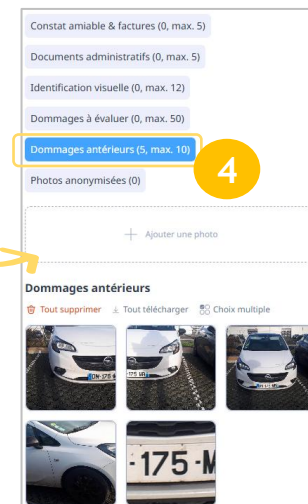 Constat amiable & factures (0, max. 5)
Documents administratifs (0, max. 5)
Identification visuelle (0, max. 12)
Dommages à évaluer (0, max. 50)
Dommages antérieurs (5, max. 10)
4
Photos anonymisées (0)
+ Ajouter une photo
Dommages antérieurs
Tout supprimer Tout télécharger Choix multiple
-175-M